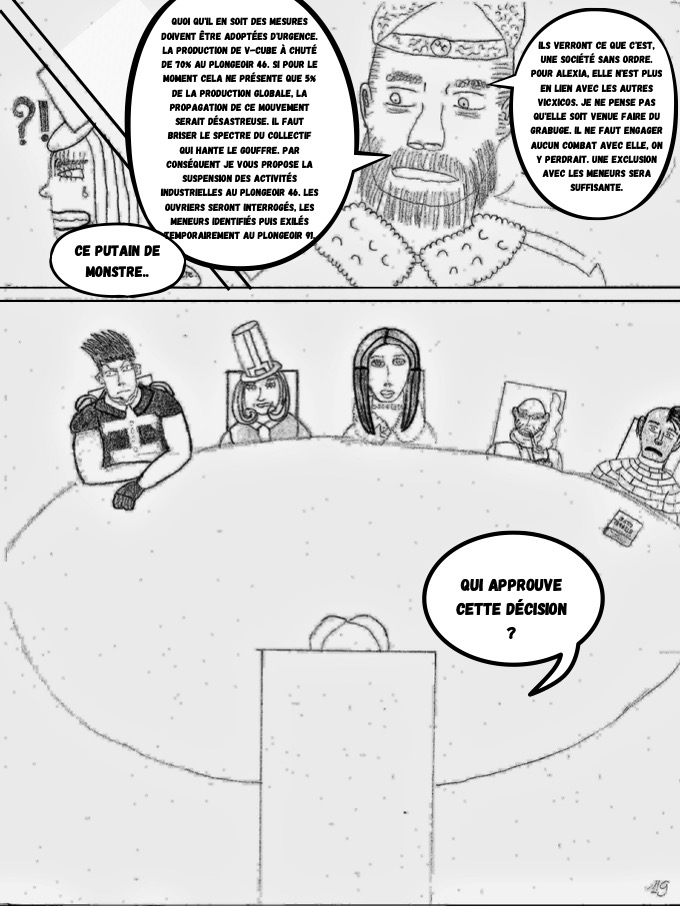 QUOI QU'IL EN SOIT DES MESURES
DOIVENT ÊTRE ADOPTÉES D'URGENCE.
LA PRODUCTION DE V-CUBE À CHUTÉ
DE 70% AU PLONGEOIR 46. SI POUR LE
MOMENT CELA NE PRÉSENTE QUE 5%
DE LA PRODUCTION GLOBALE, LA
PROPAGATION DE CE MOUVEMENT
SERAIT DÉSASTREUSE. IL FAUT
BRISER LE SPECTRE DU COLLECTIF
QUI HANTE LE GOUFFRE. PAR
CONSÉQUENT JE VOUS PROPOSE LA
SUSPENSION DES ACTIVITÉS
INDUSTRIELLES AU PLONGEOIR 46. LES
OUVRIERS SERONT INTERROGÉS, LES
MENEURS IDENTIFIÉS PUIS EXILÉS
TEMPORAIREMENT AU PLONGEOIR 91.
ILS VERRONT CE QUE C'EST,
UNE SOCIÉTÉ SANS ORDRE.
POUR ALEXIA, ELLE N'EST PLUS
EN LIEN AVEC LES AUTRES
VICXICOS. JE NE PENSE PAS
QU'ELLE SOIT VENUE FAIRE DU
GRABUGE. IL NE FAUT ENGAGER
AUCUN COMBAT AVEC ELLE, ON
Y PERDRAIT. UNE EXCLUSION
AVEC LES MENEURS SERA
SUFFISANTE.
?!
CE PUTAIN DE
MONSTRE..
QUI APPROUVE
CETTE DÉCISION
?